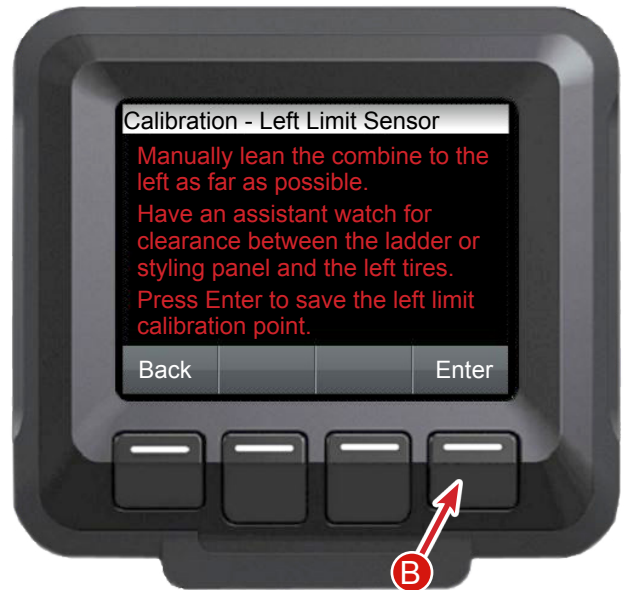 Calibration - Left Limit Sensor
Manually lean the combine to the
left as far as possible.
Have an assistant watch for
clearance between the ladder or
styling panel and the left tires.
Press Enter to save the left limit
calibration point.
Back Enter
B